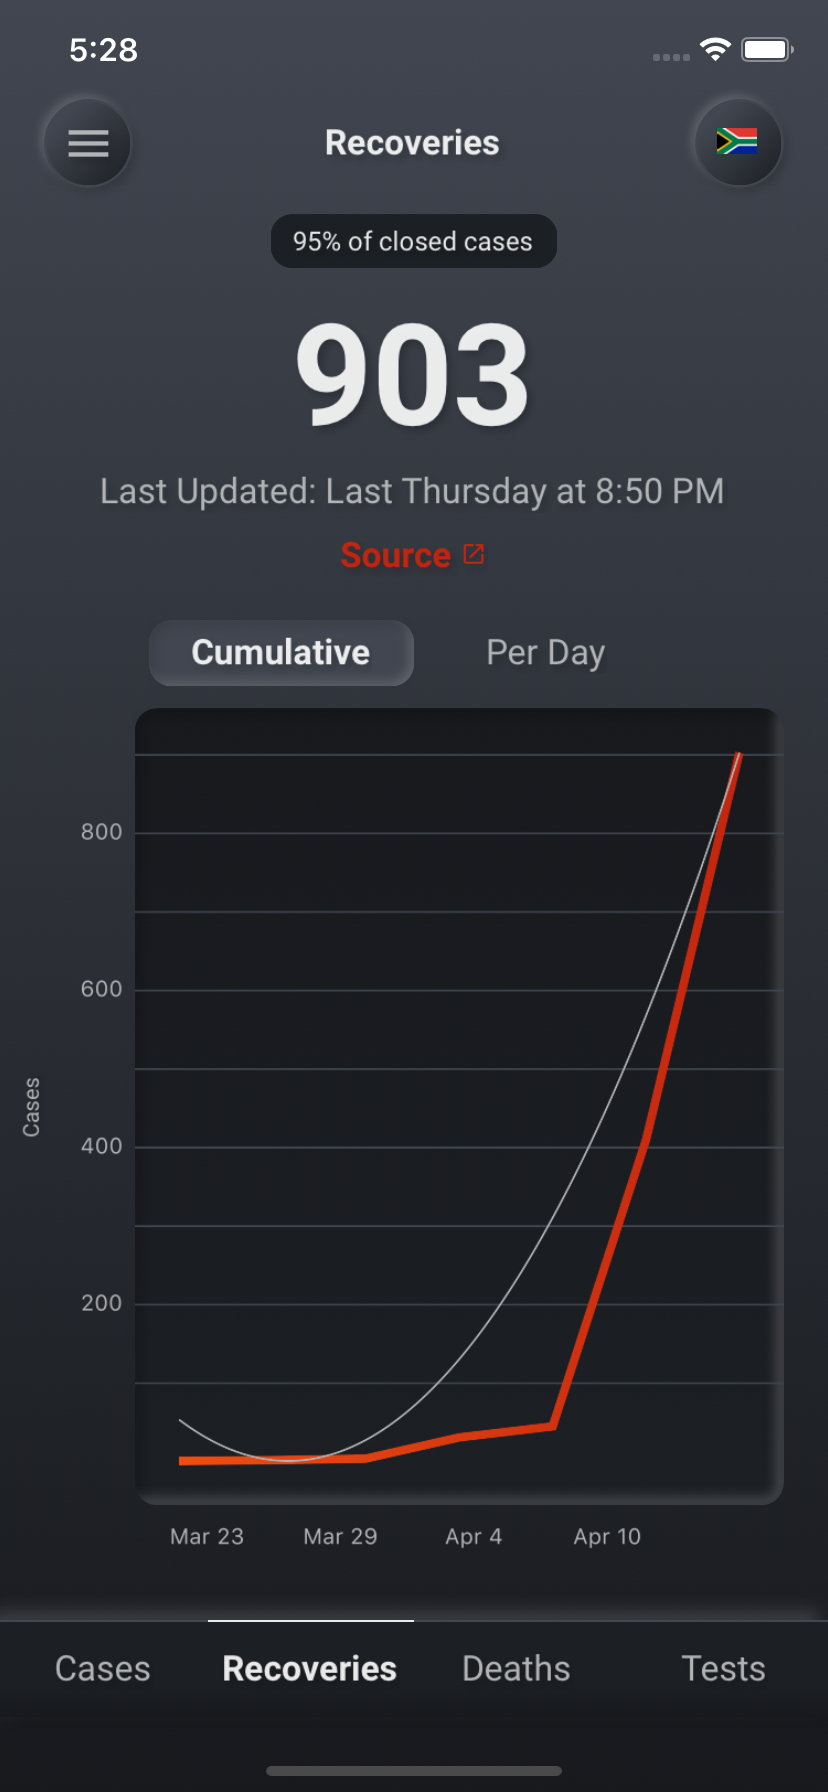 5:28
Recoveries
95% of closed cases
903
Last Updated: Last Thursday at 8:50 PM
Source
Cumulative Per Day
800
600
400
200
Cases
Mar 23 Mar 29 Apr 4 Apr 10
Cases Recoveries Deaths Tests